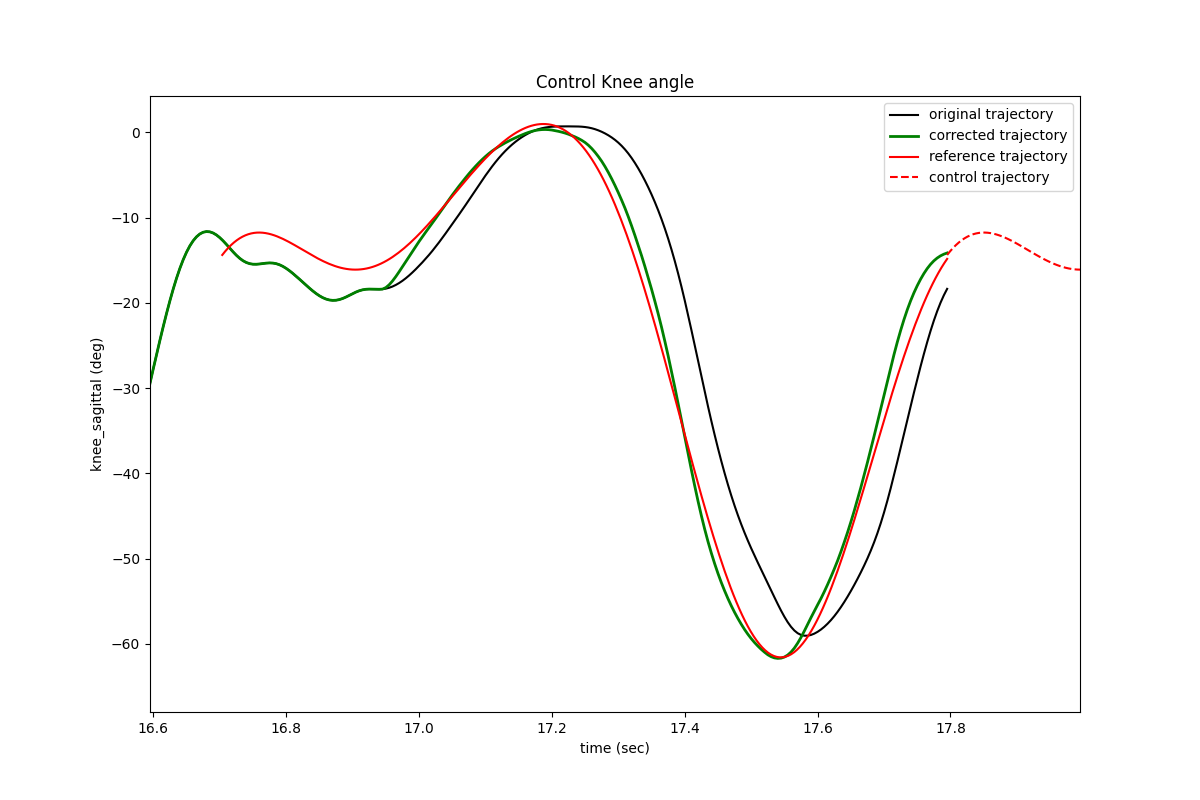 Control Knee angle
original trajectory
corrected trajectory
reference trajectory
control trajectory
knee_sagittal (deg)
0
−10
−20
−30
−40
−50
−60
16.6 16.8 17.0 17.2 17.4 17.6 17.8
time (sec)